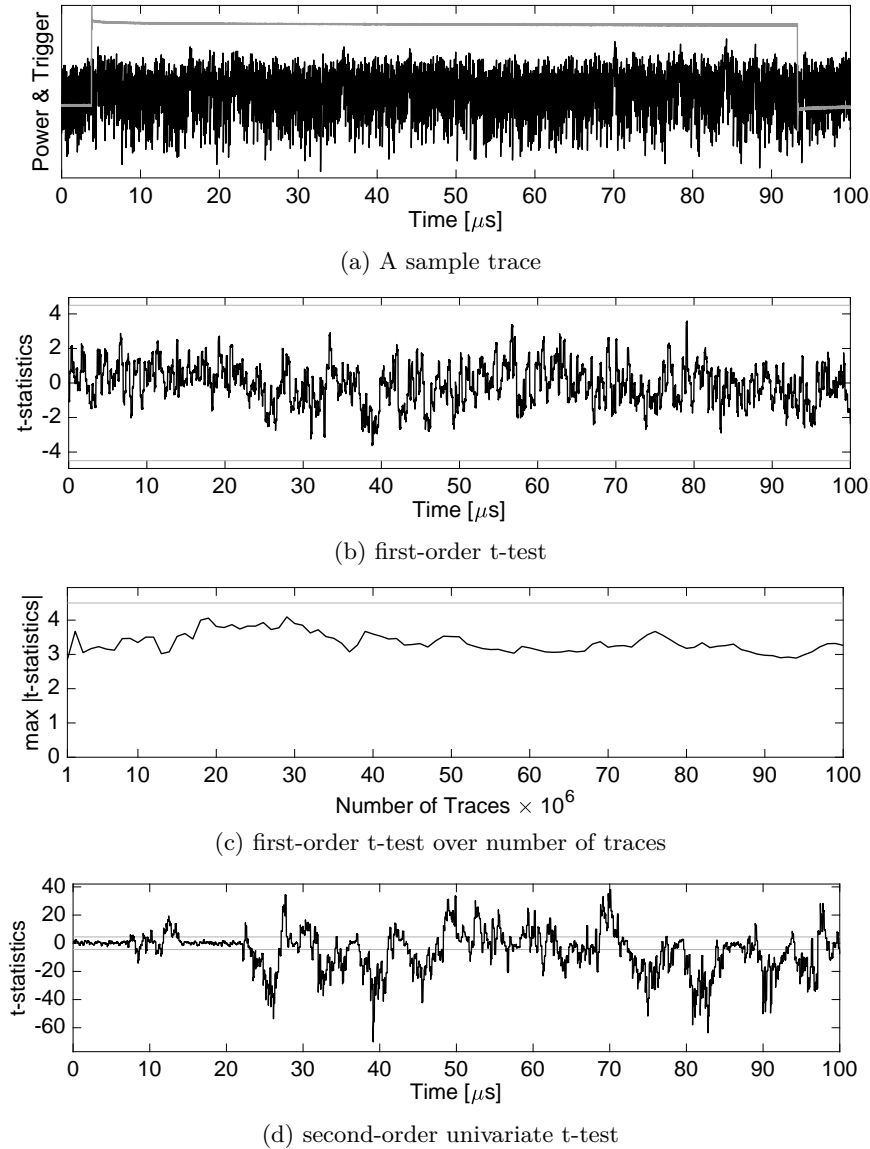 Power & Trigger
0 10 20 30 40 50 60 70 80 90 100
Time [μs]
(a) A sample trace
t-statistics
4
2
0
-2
-4
0 10 20 30 40 50 60 70 80 90 100
Time [μs]
(b) first-order t-test
max |t-statistics|
4
3
2
1
0
1 10 20 30 40 50 60 70 80 90 100
Number of Traces × 10^6
(c) first-order t-test over number of traces
t-statistics
40
20
0
-20
-40
-60
0 10 20 30 40 50 60 70 80 90 100
Time [μs]
(d) second-order univariate t-test